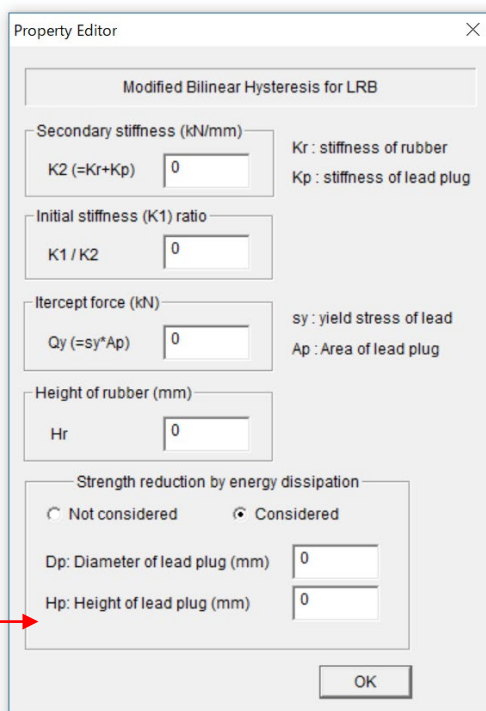 Property Editor
Modified Bilinear Hysteresis for LRB
Secondary stiffness (kN/mm)
K2 (=Kr+Kp) 0
Kr : stiffness of rubber
Kp : stiffness of lead plug
Initial stiffness (K1) ratio
K1 / K2 0
Itercept force (kN)
Qy (=sy*Ap) 0
sy : yield stress of lead
Ap : Area of lead plug
Height of rubber (mm)
Hr 0
Strength reduction by energy dissipation
Not considered Considered
Dp: Diameter of lead plug (mm) 0
Hp: Height of lead plug (mm) 0
OK